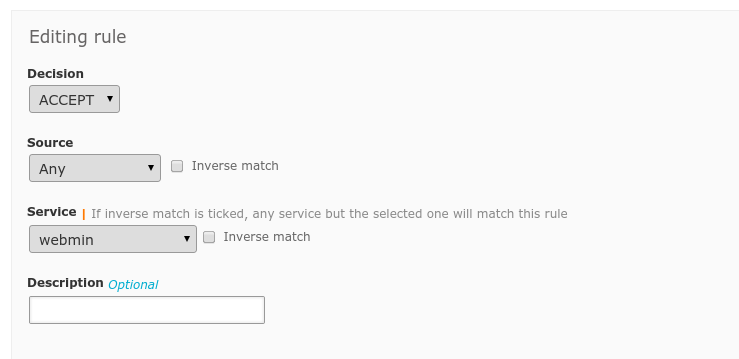 Editing rule
Decision
ACCEPT
Source
Any Inverse match
Service | If inverse match is ticked, any service but the selected one will match this rule
webmin Inverse match
Description Optional